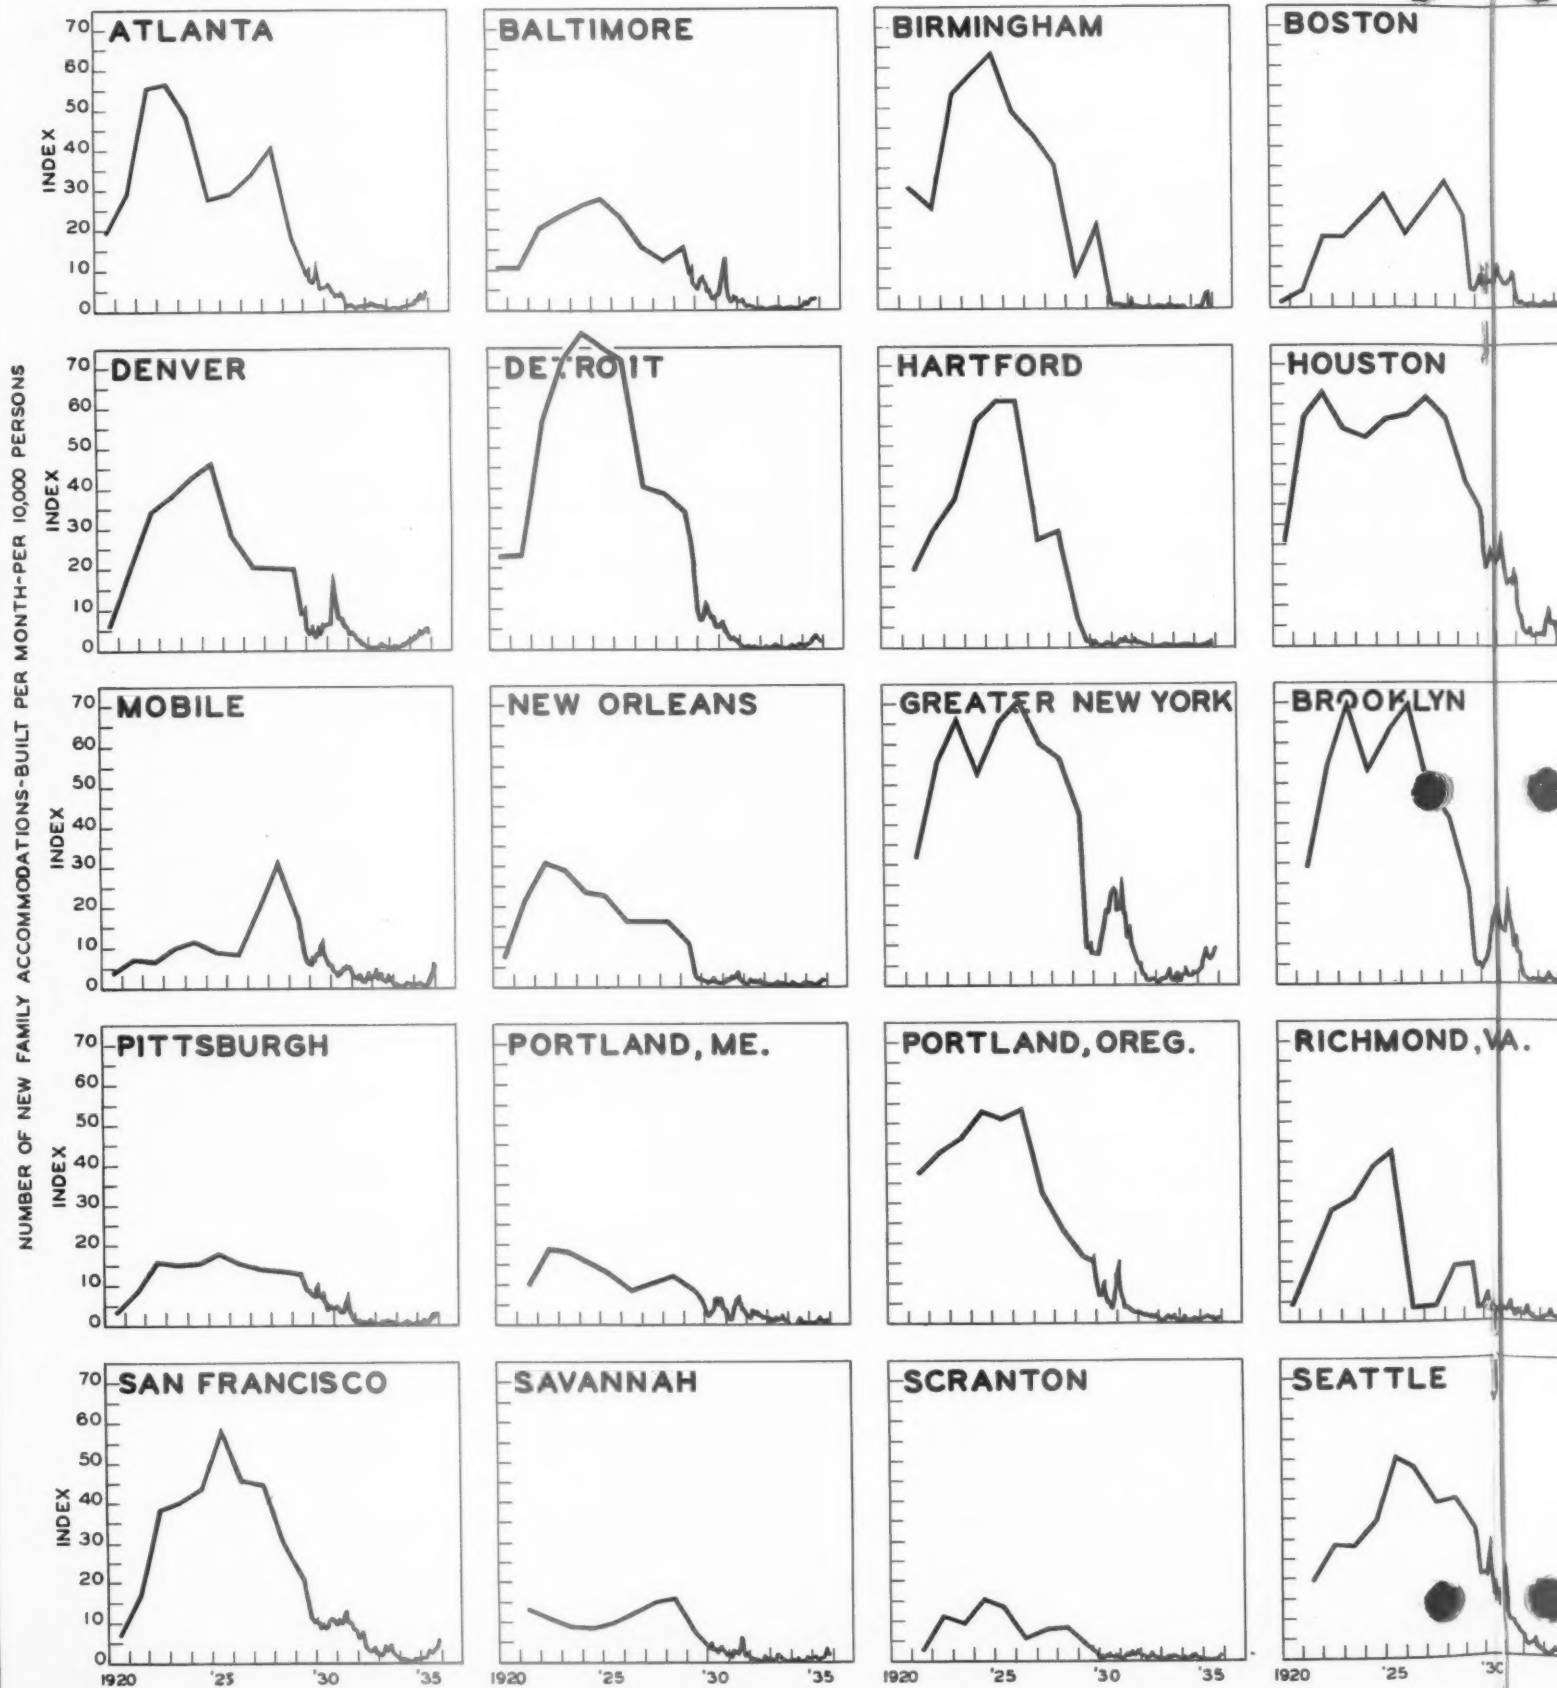 NUMBER OF NEW FAMILY ACCOMMODATIONS-BUILT PER MONTH-PER 10,000 PERSONS
ATLANTA
BALTIMORE
BIRMINGHAM
BOSTON
INDEX
70
60
50
40
30
20
10
0
DENVER
DETROIT
HARTFORD
HOUSTON
INDEX
70
60
50
40
30
20
10
0
MOBILE
NEW ORLEANS
GREATER NEW YORK
BROOKLYN
INDEX
70
60
50
40
30
20
10
0
PITTSBURGH
PORTLAND, ME.
PORTLAND, OREG.
RICHMOND, VA.
INDEX
70
60
50
40
30
20
10
0
SAN FRANCISCO
SAVANNAH
SCRANTON
SEATTLE
INDEX
70
60
50
40
30
20
10
0
1920 '25 '30 '35
1920 '25 '30 '35
1920 '25 '30 35
1920 '25 '30